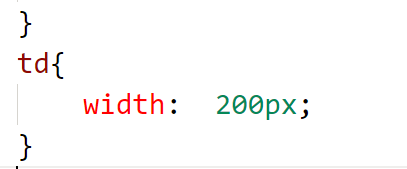 }
td{
    width:  200px;
}